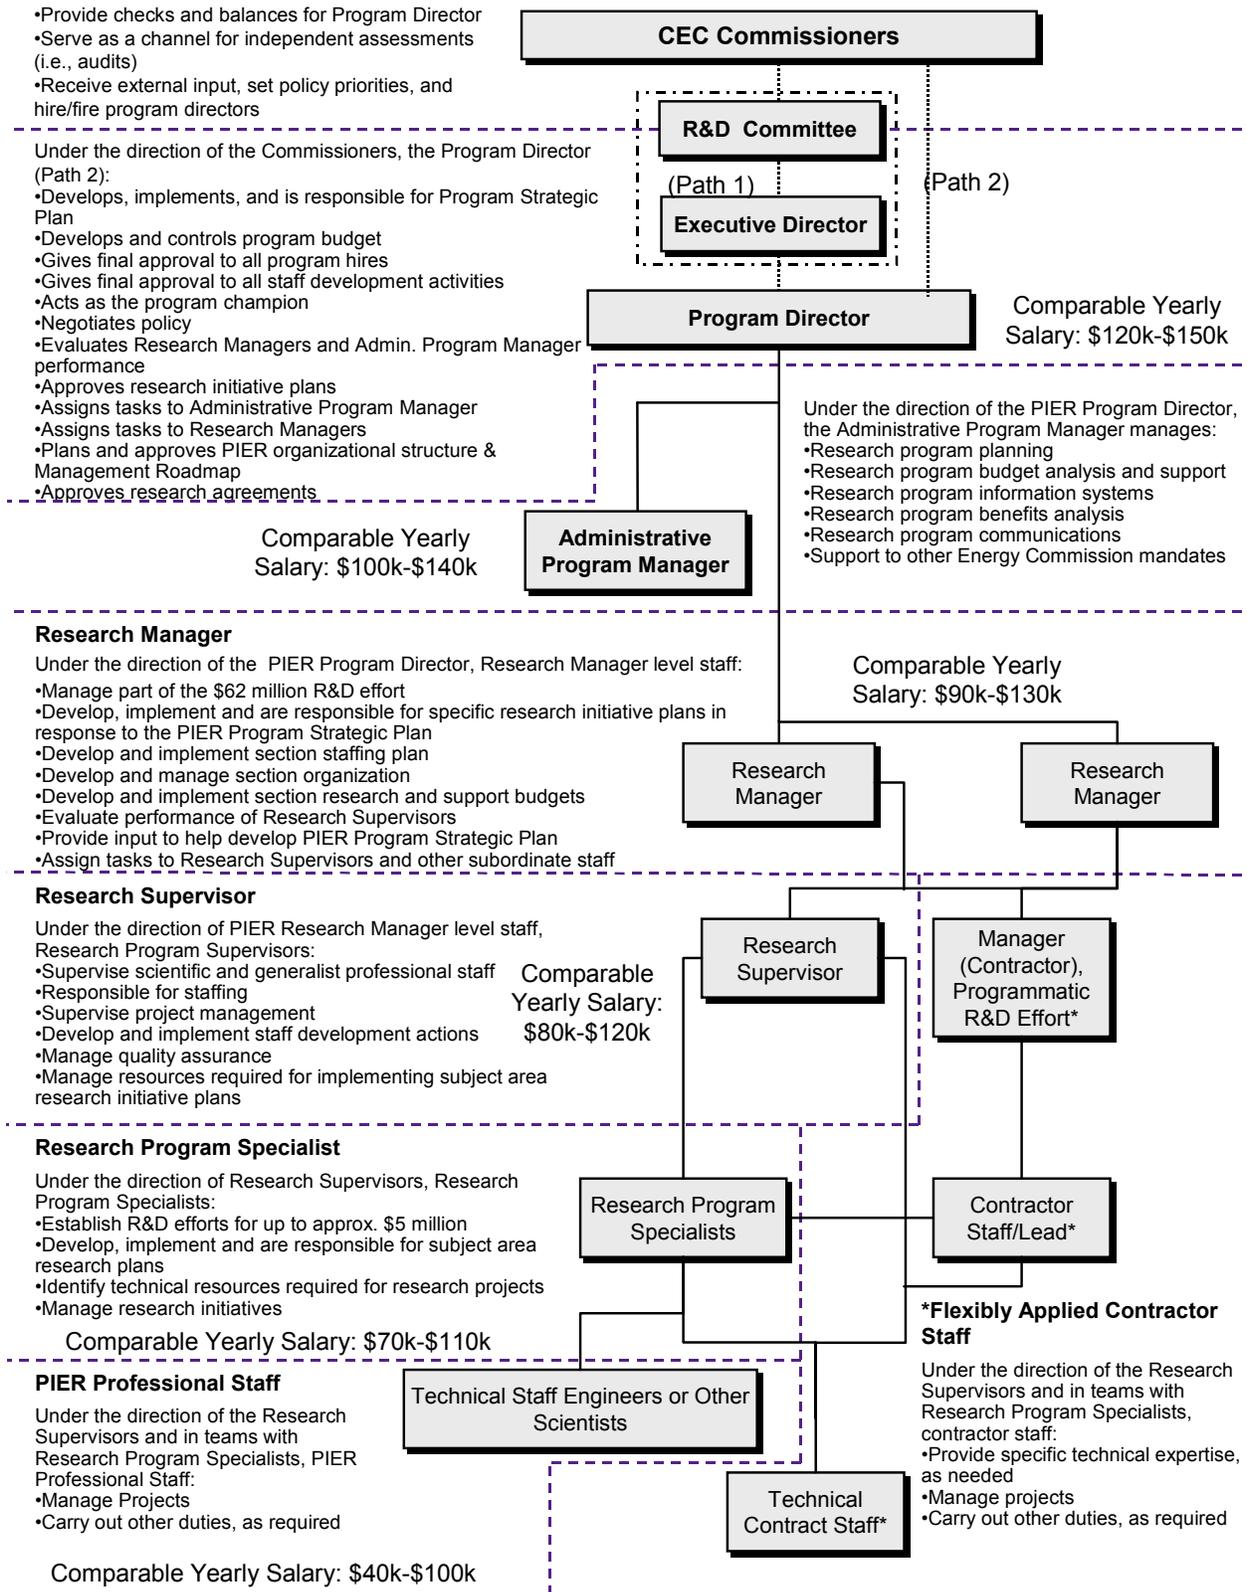 •Provide checks and balances for Program Director
•Serve as a channel for independent assessments
(i.e., audits)
•Receive external input, set policy priorities, and
hire/fire program directors
CEC Commissioners
R&D Committee
(Path 1)
(Path 2)
Executive Director
Program Director
Comparable Yearly
Salary: $120k-$150k
Under the direction of the Commissioners, the Program Director
(Path 2):
•Develops, implements, and is responsible for Program Strategic
Plan
•Develops and controls program budget
•Gives final approval to all program hires
•Gives final approval to all staff development activities
•Acts as the program champion
•Negotiates policy
•Evaluates Research Managers and Admin. Program Manager
performance
•Approves research initiative plans
•Assigns tasks to Administrative Program Manager
•Assigns tasks to Research Managers
•Plans and approves PIER organizational structure &
Management Roadmap
•Approves research agreements
Under the direction of the PIER Program Director,
the Administrative Program Manager manages:
•Research program planning
•Research program budget analysis and support
•Research program information systems
•Research program benefits analysis
•Research program communications
•Support to other Energy Commission mandates
Comparable Yearly
Salary: $100k-$140k
Administrative
Program Manager
Research Manager
Under the direction of the PIER Program Director, Research Manager level staff:
•Manage part of the $62 million R&D effort
•Develop, implement and are responsible for specific research initiative plans in
response to the PIER Program Strategic Plan
•Develop and implement section staffing plan
•Develop and manage section organization
•Develop and implement section research and support budgets
•Evaluate performance of Research Supervisors
•Provide input to help develop PIER Program Strategic Plan
•Assign tasks to Research Supervisors and other subordinate staff
Comparable Yearly
Salary: $90k-$130k
Research
Manager
Research
Manager
Research Supervisor
Under the direction of PIER Research Manager level staff,
Research Program Supervisors:
•Supervise scientific and generalist professional staff
•Responsible for staffing
•Supervise project management
•Develop and implement staff development actions
•Manage quality assurance
•Manage resources required for implementing subject area
research initiative plans
Comparable
Yearly Salary:
$80k-$120k
Research
Supervisor
Manager
(Contractor),
Programmatic
R&D Effort*
Research Program Specialist
Under the direction of Research Supervisors, Research
Program Specialists:
•Establish R&D efforts for up to approx. $5 million
•Develop, implement and are responsible for subject area
research plans
•Identify technical resources required for research projects
•Manage research initiatives
Comparable Yearly Salary: $70k-$110k
Research Program
Specialists
Contractor
Staff/Lead*
PIER Professional Staff
Under the direction of the Research
Supervisors and in teams with
Research Program Specialists, PIER
Professional Staff:
•Manage Projects
•Carry out other duties, as required
Comparable Yearly Salary: $40k-$100k
Technical Staff Engineers or Other
Scientists
Technical
Contract Staff*
*Flexibly Applied Contractor
Staff
Under the direction of the Research
Supervisors and in teams with
Research Program Specialists,
contractor staff:
•Provide specific technical expertise,
as needed
•Manage projects
•Carry out other duties, as required